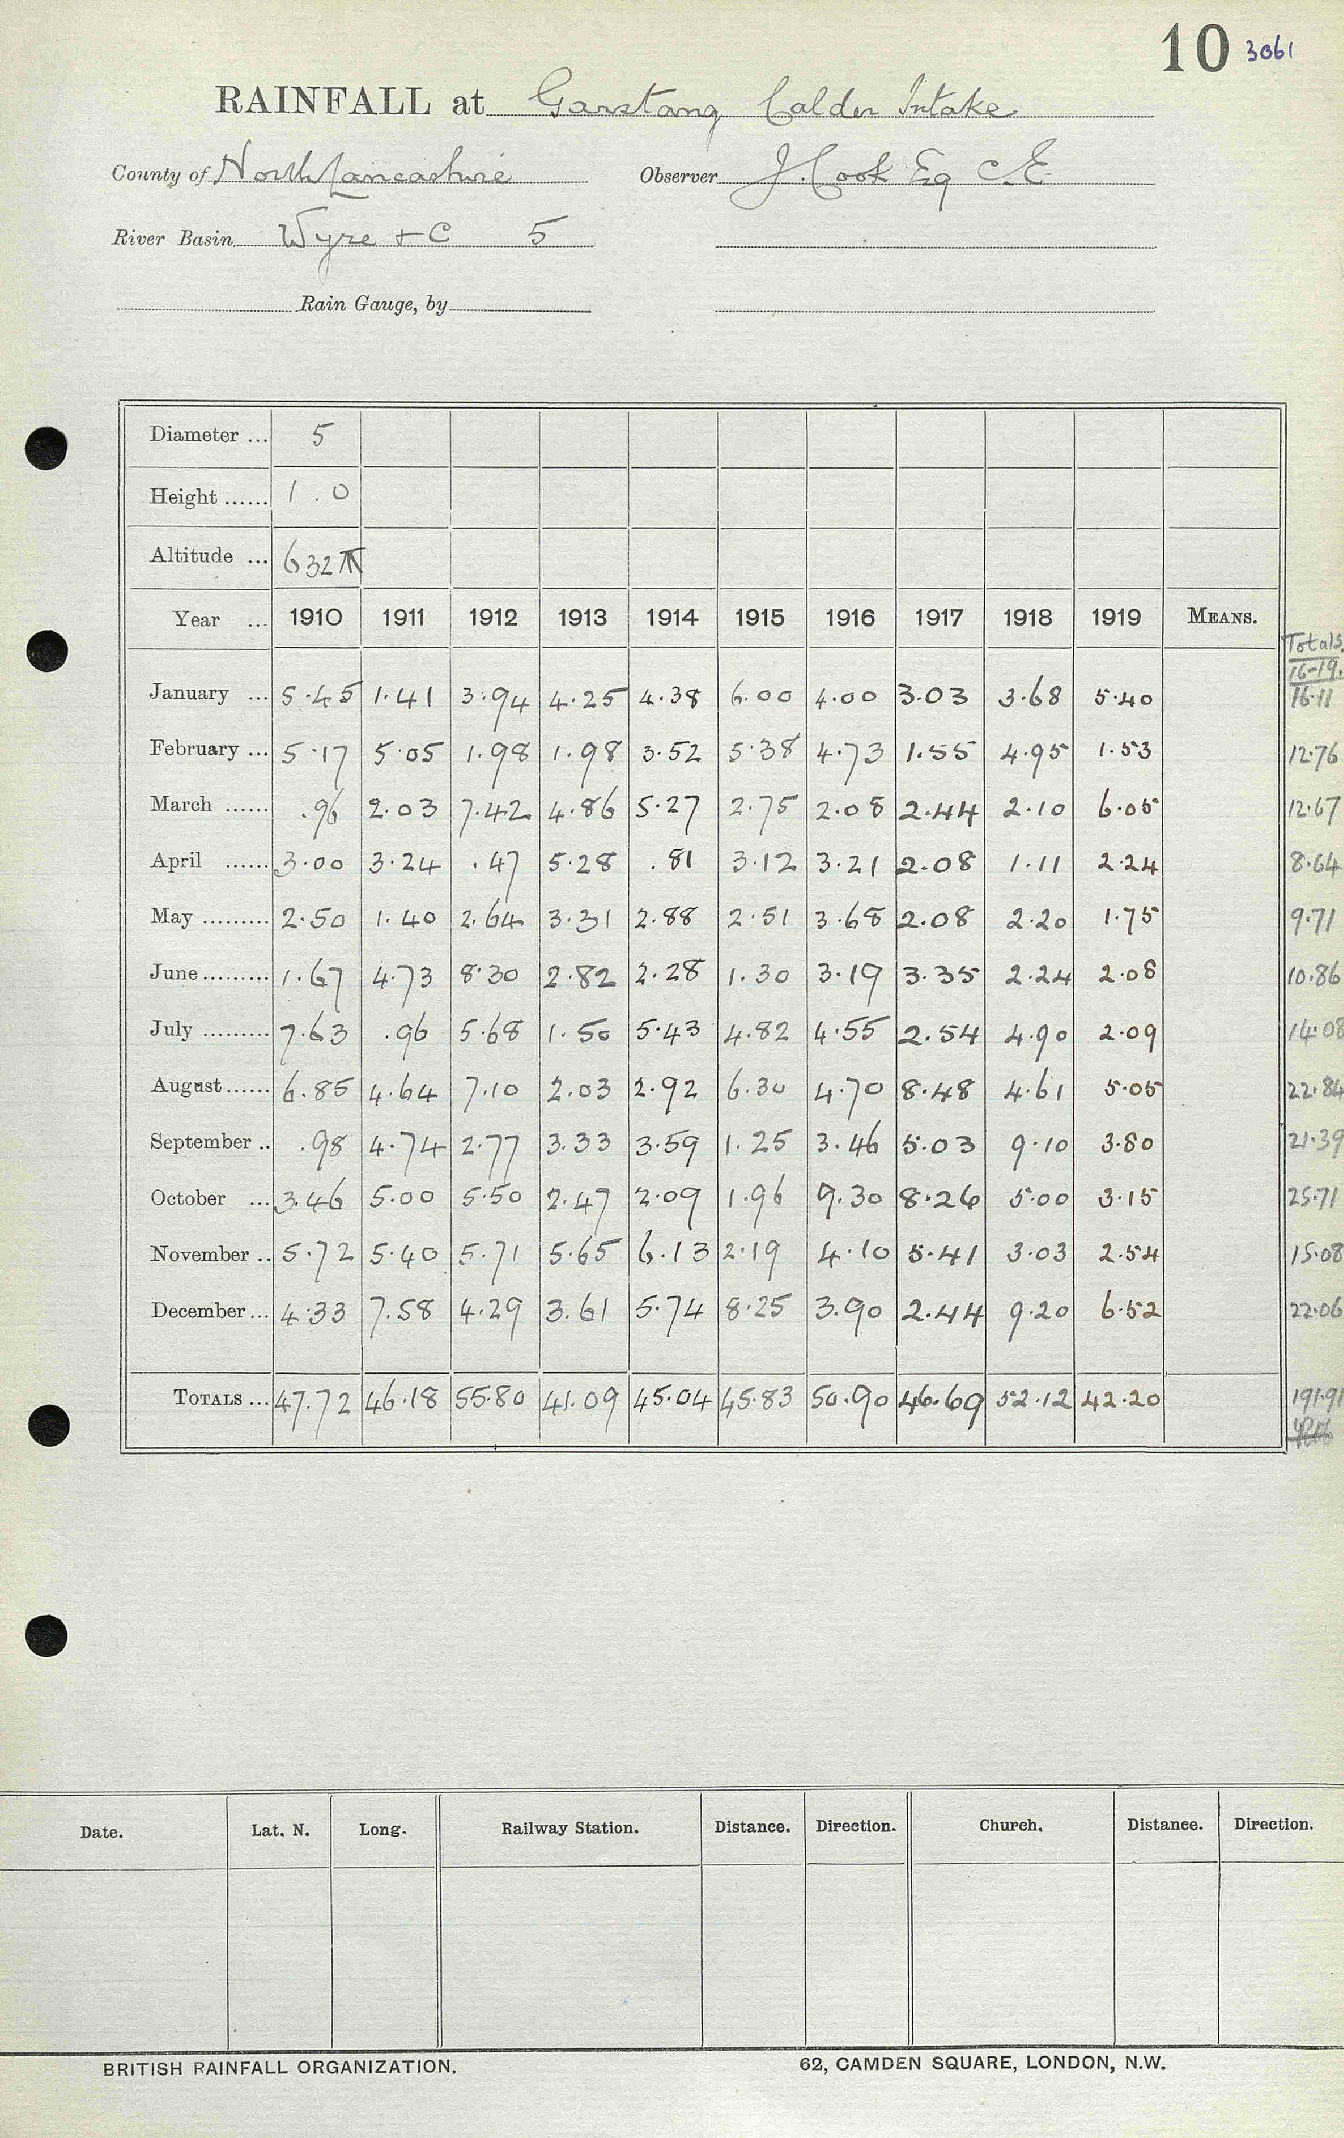 10 3061
RAINFALL at Garstang Calder Intake
County of North Lancashire Observer J. Cook Esq C.E.
River Basin Wyre + C 5
Rain Gauge, by
Diameter ... 5
Height ...... 1 . 0
Altitude ... 632
Year ... 1910 1911 1912 1913 1914 1915 1916 1917 1918 1919 MEANS. Totals
16-19.
January ... 5.45 1.41 3.94 4.25 4.38 6.00 4.00 3.03 3.68 5.40 16.11
February ... 5.17 5.05 1.98 1.98 3.52 5.38 4.73 1.55 4.95 1.53 12.76
March ...... .96 2.03 7.42 4.86 5.27 2.75 2.08 2.44 2.10 6.05 12.67
April ...... 3.00 3.24 .47 5.28 .81 3.12 3.21 2.08 1.11 2.24 8.64
May ......... 2.50 1.40 2.64 3.31 2.88 2.51 3.68 2.08 2.20 1.75 9.71
June ......... 1.67 4.73 8.30 2.82 2.28 1.30 3.19 3.35 2.24 2.08 10.86
July ......... 7.63 .96 5.68 1.50 5.43 4.82 4.55 2.54 4.90 2.09 14.08
August ...... 6.85 4.64 7.10 2.03 2.92 6.30 4.70 8.48 4.61 5.05 22.84
September .. .98 4.74 2.77 3.33 3.59 1.25 3.46 5.03 9.10 3.80 21.39
October ... 3.46 5.00 5.50 2.47 2.09 1.96 9.30 8.26 5.00 3.15 25.71
November .. 5.72 5.40 5.71 5.65 6.13 2.19 4.10 5.41 3.03 2.54 15.08
December ... 4.33 7.58 4.29 3.61 5.74 8.25 3.90 2.44 9.20 6.52 22.06
TOTALS ... 47.72 46.18 55.80 41.09 45.04 45.83 50.90 46.69 52.12 42.20 191.91
Date. Lat. N. Long. Railway Station. Distance. Direction. Church. Distance. Direction.
BRITISH RAINFALL ORGANIZATION. 62, CAMDEN SQUARE, LONDON, N.W.